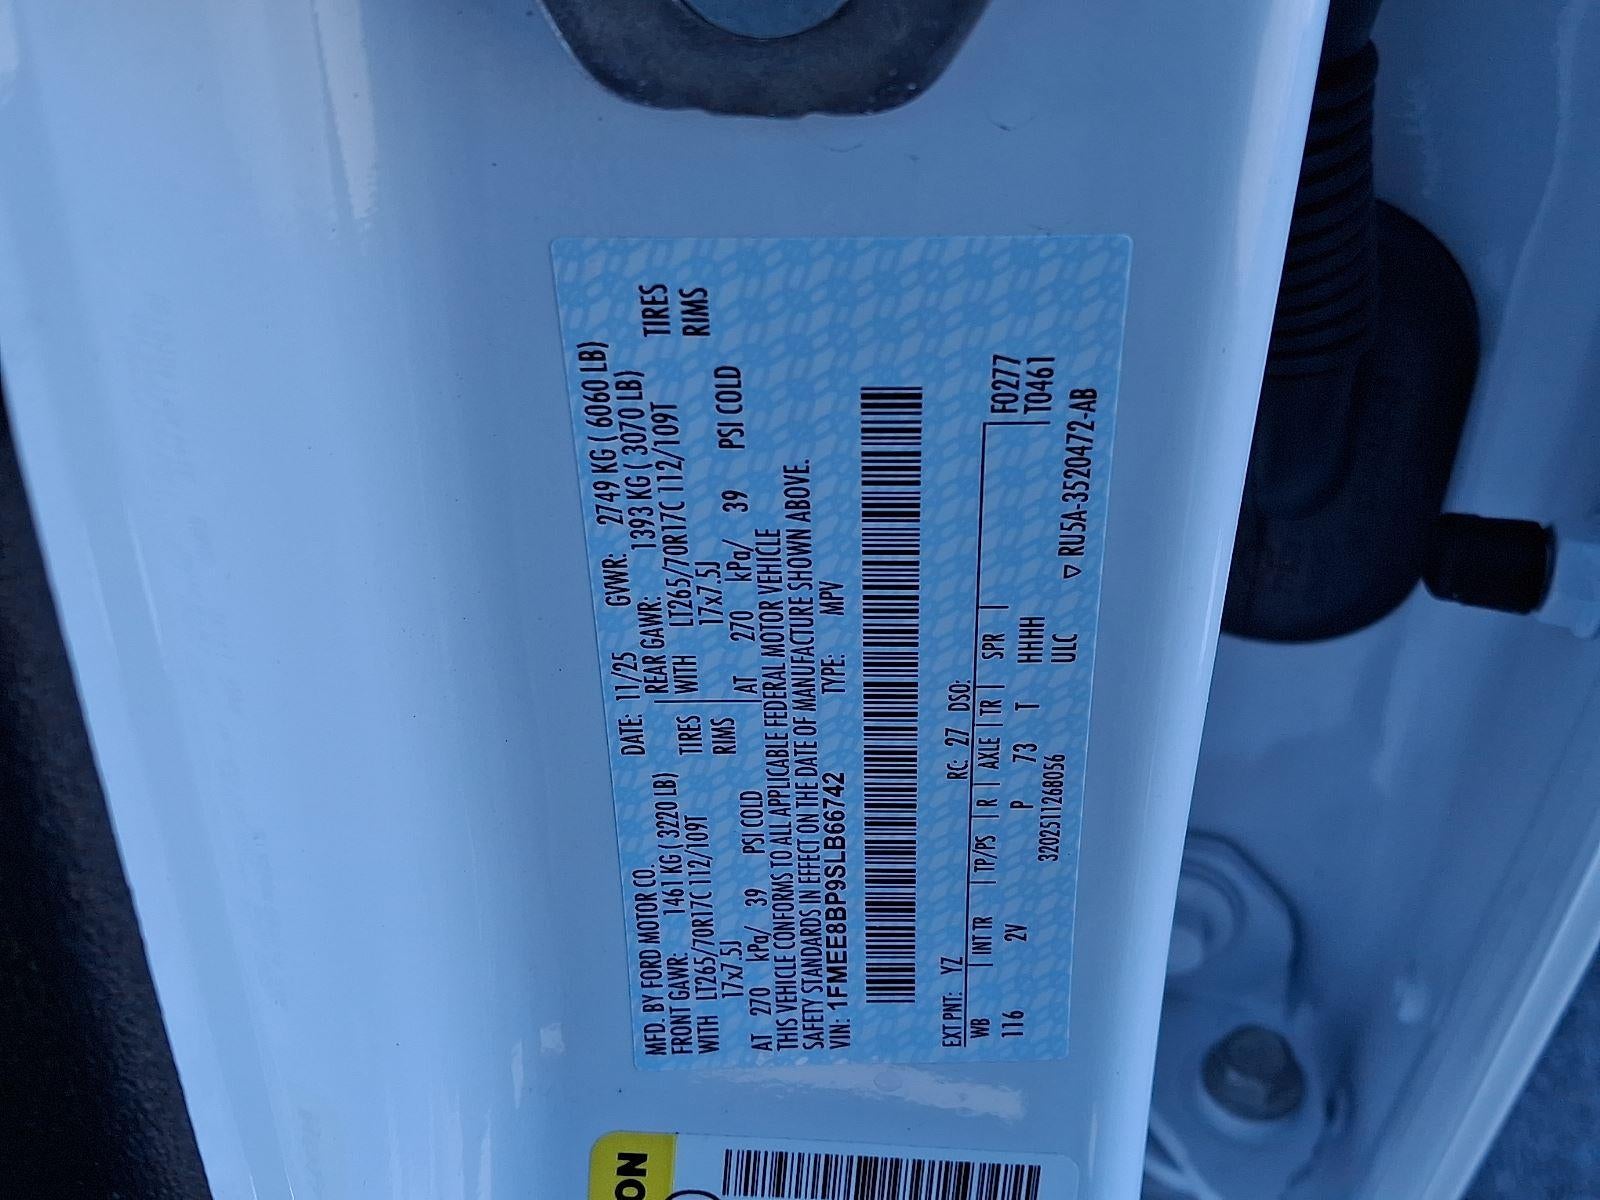 MFD. BY FORD MOTOR CO.
DATE: 11/25 GVWR: 2749 KG ( 6060 LB)
FRONT GAWR: 1461 KG ( 3220 LB) REAR GAWR: 1393 KG ( 3070 LB)
WITH LT265/70R17C 112/109T TIRES WITH LT265/70R17C 112/109T TIRES
17x7.5J RIMS 17x7.5J RIMS
AT 270 kPa/ 39 PSI COLD AT 270 kPa/ 39 PSI COLD
THIS VEHICLE CONFORMS TO ALL APPLICABLE FEDERAL MOTOR VEHICLE
SAFETY STANDARDS IN EFFECT ON THE DATE OF MANUFACTURE SHOWN ABOVE.
VIN: 1FMEE8BP9SLB66742 TYPE: MPV
EXT PNT: YZ RC: 27 DSO:
WB INT TR TP/PS R AXLE TR SPR F0277
116 2V P 73 T HHHH T0461
3202511268056 ULC
▽ RU5A-3520472-AB
ON